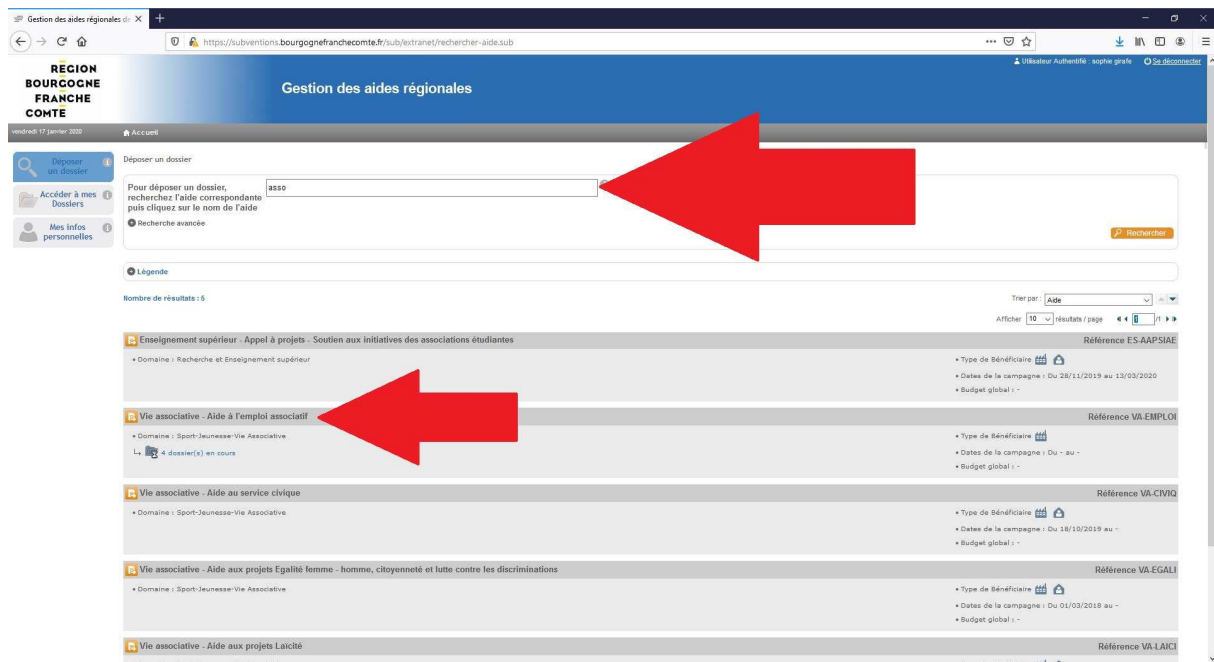 Gestion des aides régionales de
https://subventions.bourgognefranchecomte.fr/sub/extranet/rechercher-aide.sub
REGION
BOURGOGNE
FRANCHE
COMTE
Gestion des aides régionales
Utilisateur Authentifié : sophie girafe Se déconnecter
vendredi 17 janvier 2020 Accueil
Déposer un dossier
Accéder à mes Dossiers
Mes infos personnelles
Déposer un dossier
Pour déposer un dossier, recherchez l'aide correspondante puis cliquez sur le nom de l'aide
asso
Recherche avancée
Rechercher
Légende
Nombre de résultats : 5
Trier par : Aide
Afficher 10 résultats / page 1 /1
Enseignement supérieur - Appel à projets - Soutien aux initiatives des associations étudiantes Référence ES-AAPSIAE
• Domaine : Recherche et Enseignement supérieur
• Type de Bénéficiaire
• Dates de la campagne : Du 28/11/2019 au 13/03/2020
• Budget global : -
Vie associative - Aide à l'emploi associatif Référence VA-EMPLOI
• Domaine : Sport-Jeunesse-Vie Associative
4 dossier(s) en cours
• Type de Bénéficiaire
• Dates de la campagne : Du - au -
• Budget global : -
Vie associative - Aide au service civique Référence VA-CIVIQ
• Domaine : Sport-Jeunesse-Vie Associative
• Type de Bénéficiaire
• Dates de la campagne : Du 18/10/2019 au -
• Budget global : -
Vie associative - Aide aux projets Egalité femme - homme, citoyenneté et lutte contre les discriminations Référence VA-EGALI
• Domaine : Sport-Jeunesse-Vie Associative
• Type de Bénéficiaire
• Dates de la campagne : Du 01/03/2018 au -
• Budget global : -
Vie associative - Aide aux projets Laïcité Référence VA-LAICI